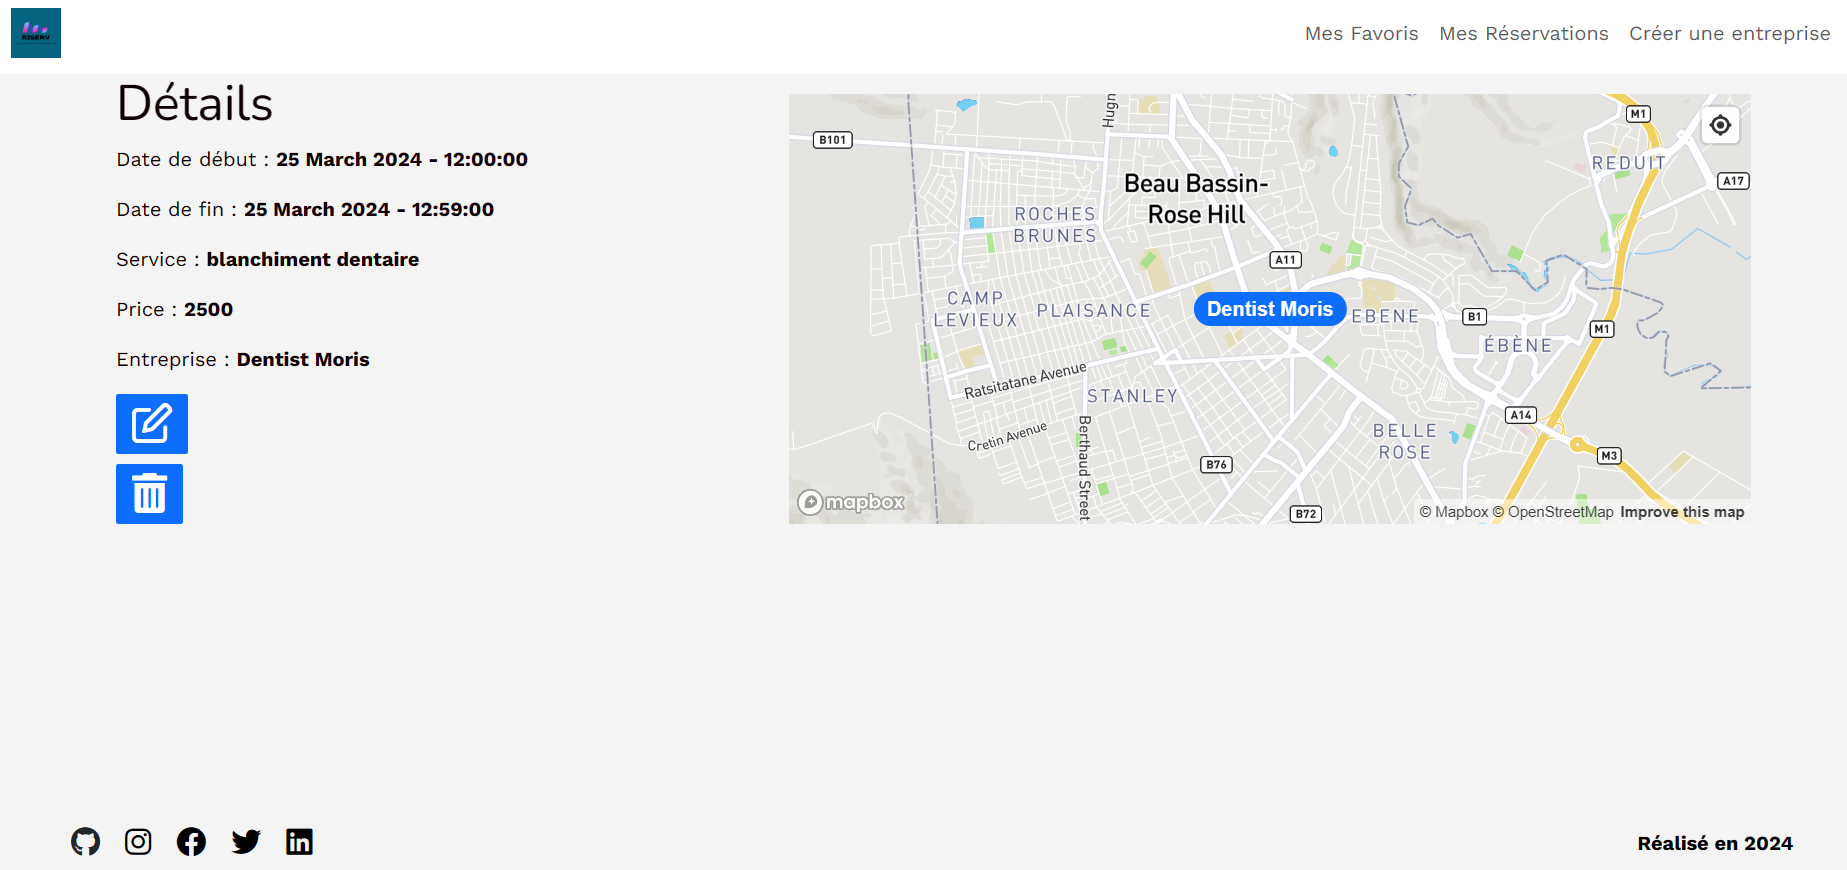 RISERV
Mes Favoris
Mes Réservations
Créer une entreprise
Détails
Date de début : 25 March 2024 - 12:00:00
Date de fin : 25 March 2024 - 12:59:00
Service : blanchiment dentaire
Price : 2500
Entreprise : Dentist Moris
Hugn
M1
B101
REDUIT
A17
Beau Bassin-
Rose Hill
ROCHES
BRUNES
A11
CAMP
LEVIEUX
PLAISANCE
Dentist Moris
EBENE
B1
M1
ÉBÈNE
Ratsitatane Avenue
STANLEY
A14
Cretin Avenue
Berthaud Street
BELLE
ROSE
B76
M3
mapbox
B72
© Mapbox © OpenStreetMap Improve this map
Réalisé en 2024